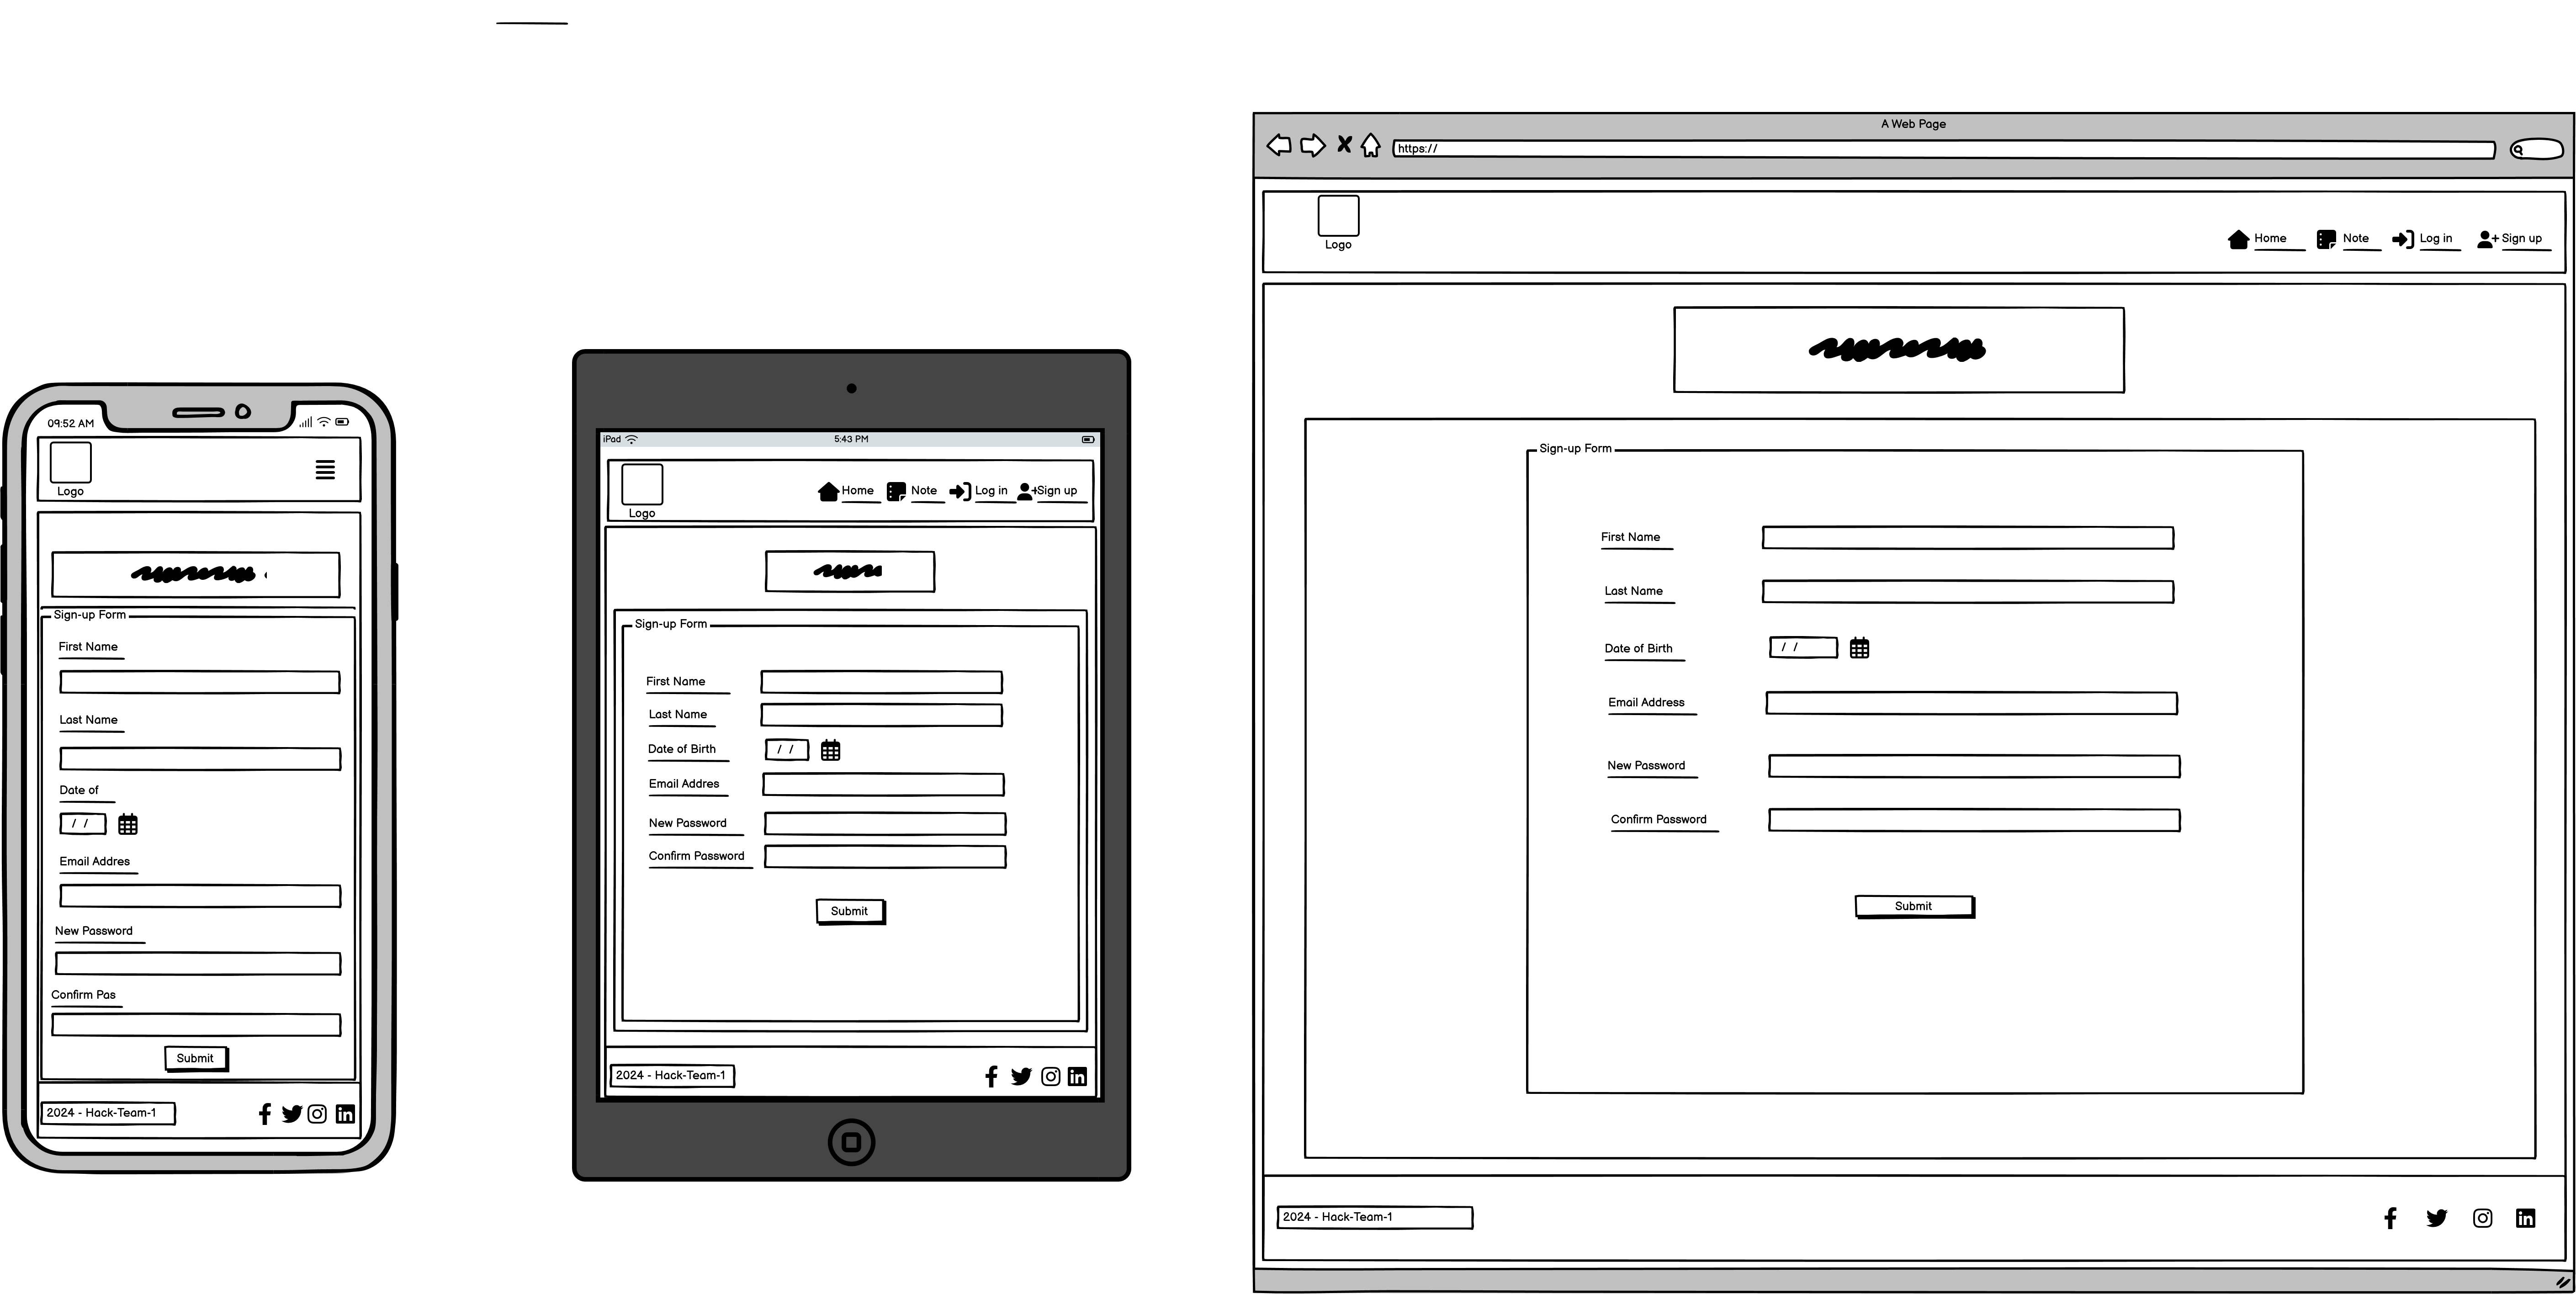 09:52 AM
Logo
Sign-up Form
First Name
Last Name
Date of
/ /
Email Addres
New Password
Confirm Pas
Submit
2024 - Hack-Team-1
iPad 5:43 PM
Logo
Home Note Log in Sign up
Sign-up Form
First Name
Last Name
Date of Birth / /
Email Addres
New Password
Confirm Password
Submit
2024 - Hack-Team-1
A Web Page
https://
Logo
Home Note Log in Sign up
Sign-up Form
First Name
Last Name
Date of Birth / /
Email Address
New Password
Confirm Password
Submit
2024 - Hack-Team-1